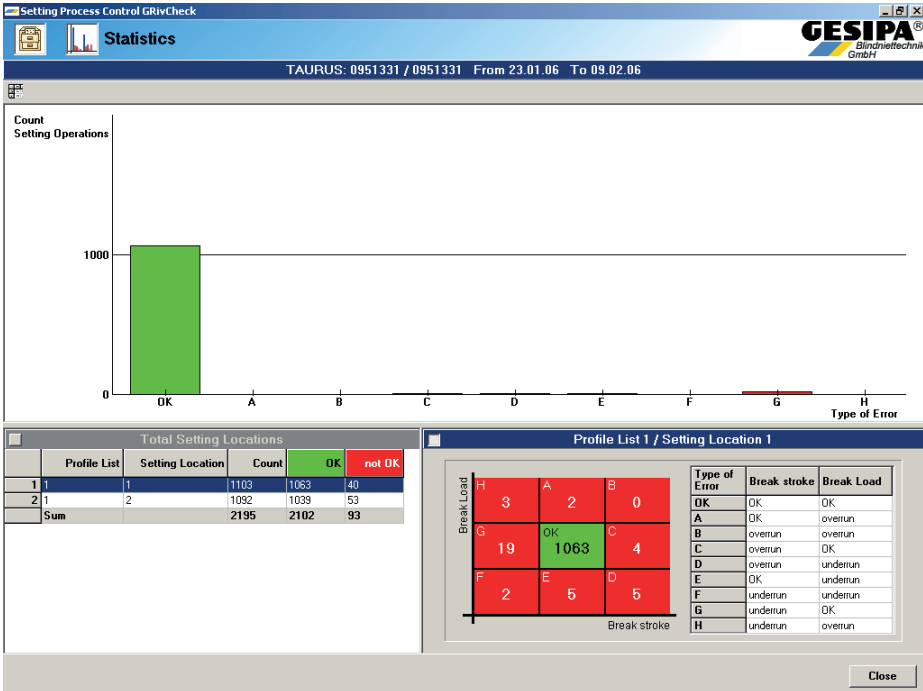 Setting Process Control GRivCheck
Statistics
GESIPA®
Blindniettechnik
GmbH
TAURUS: 0951331 / 0951331 From 23.01.06 To 09.02.06
Count
Setting Operations
1000
0
OK A B C D E F G H
Type of Error
Total Setting Locations
Profile List Setting Location Count OK not OK
1 1 1 1103 1063 40
2 1 2 1092 1039 53
Sum 2195 2102 93
Profile List 1 / Setting Location 1
Break Load
H 3 A 2 B 0
G 19 OK 1063 C 4
F 2 E 5 D 5
Break stroke
Type of Error Break stroke Break Load
OK OK OK
A OK overrun
B overrun overrun
C overrun OK
D overrun underrun
E OK underrun
F underrun underrun
G underrun OK
H underrun overrun
Close